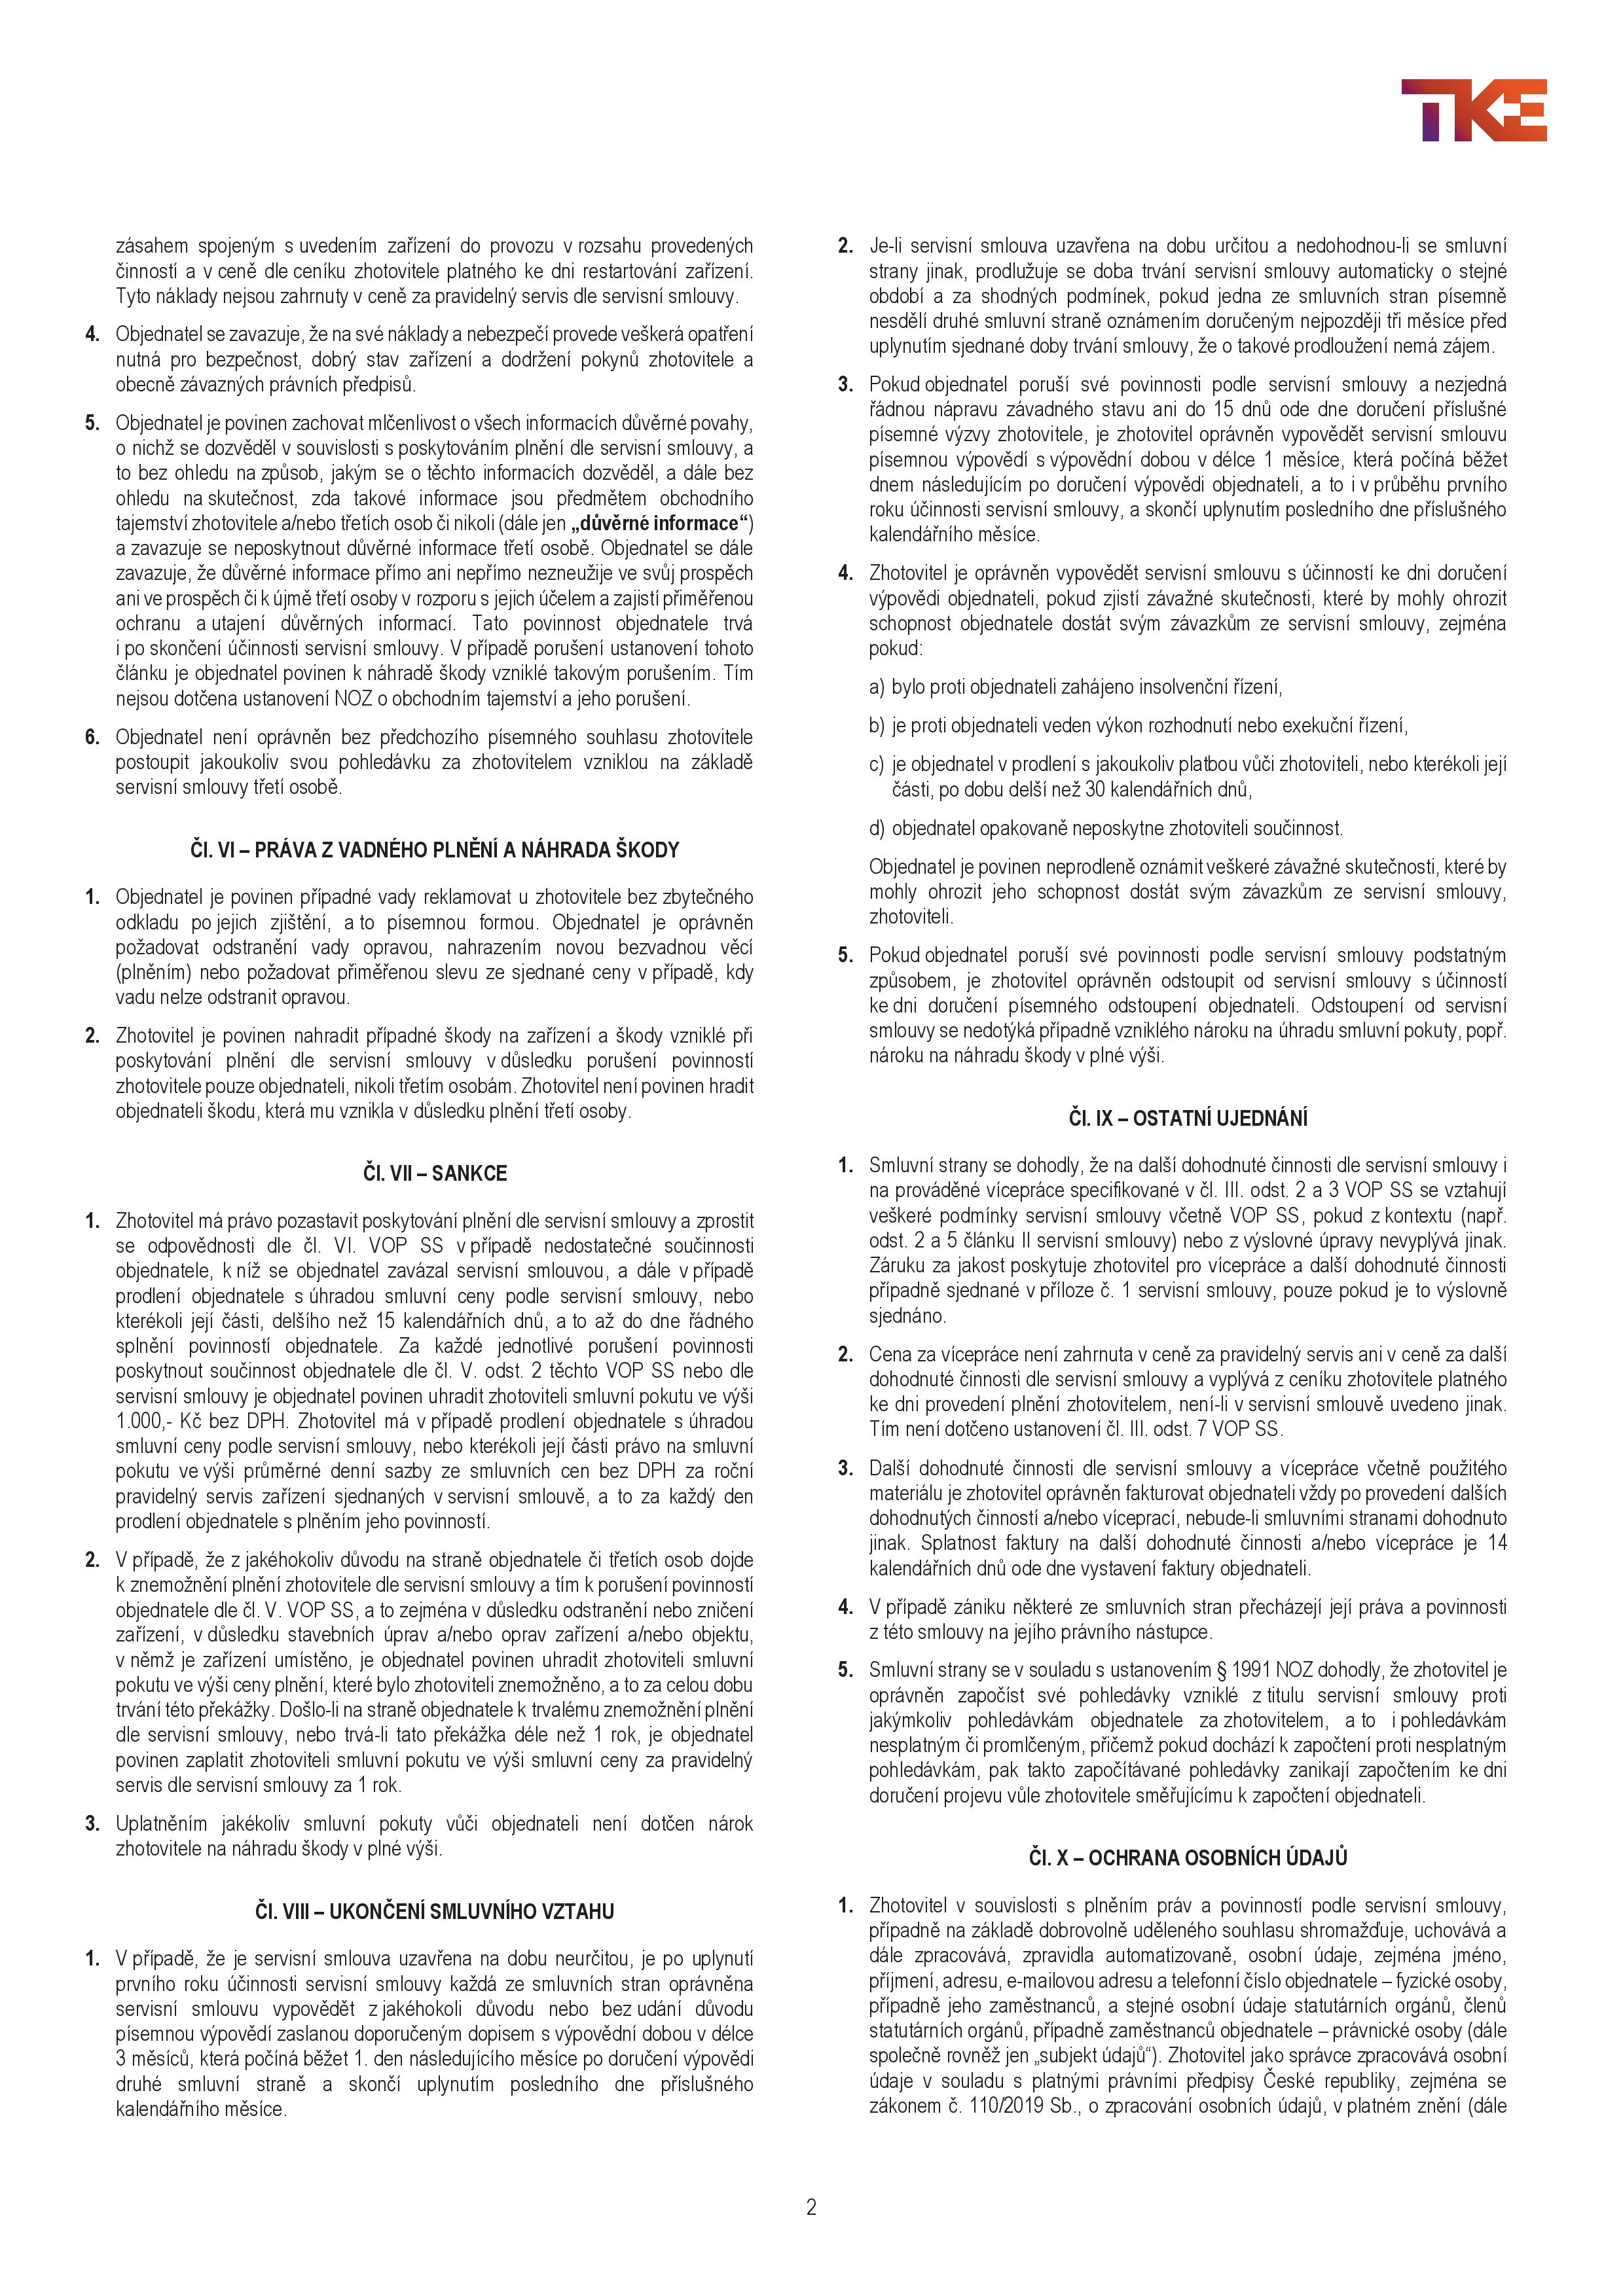 TKE
zásahem spojeným s uvedením zařízení do provozu v rozsahu provedených
činností a v ceně dle ceníku zhotovitele platného ke dni restartování zařízení.
Tyto náklady nejsou zahrnuty v ceně za pravidelný servis dle servisní smlouvy.
4. Objednatel se zavazuje, že na své náklady a nebezpečí provede veškerá opatření
nutná pro bezpečnost, dobrý stav zařízení a dodržení pokynů zhotovitele a
obecně závazných právních předpisů.
5. Objednatel je povinen zachovat mlčenlivost o všech informacích důvěrné povahy,
o nichž se dozvěděl v souvislosti s poskytováním plnění dle servisní smlouvy, a
to bez ohledu na způsob, jakým se o těchto informacích dozvěděl, a dále bez
ohledu na skutečnost, zda takové informace jsou předmětem obchodního
tajemství zhotovitele a/nebo třetích osob či nikoli (dále jen „důvěrné informace“)
a zavazuje se neposkytnout důvěrné informace třetí osobě. Objednatel se dále
zavazuje, že důvěrné informace přímo ani nepřímo nezneužije ve svůj prospěch
ani ve prospěch či k újmě třetí osoby v rozporu s jejich účelem a zajistí přiměřenou
ochranu a utajení důvěrných informací. Tato povinnost objednatele trvá
i po skončení účinnosti servisní smlouvy. V případě porušení ustanovení tohoto
článku je objednatel povinen k náhradě škody vzniklé takovým porušením. Tím
nejsou dotčena ustanovení NOZ o obchodním tajemství a jeho porušení.
6. Objednatel není oprávněn bez předchozího písemného souhlasu zhotovitele
postoupit jakoukoliv svou pohledávku za zhotovitelem vzniklou na základě
servisní smlouvy třetí osobě.
Čl. VI – PRÁVA Z VADNÉHO PLNĚNÍ A NÁHRADA ŠKODY
1. Objednatel je povinen případné vady reklamovat u zhotovitele bez zbytečného
odkladu po jejich zjištění, a to písemnou formou. Objednatel je oprávněn
požadovat odstranění vady opravou, nahrazením novou bezvadnou věcí
(plněním) nebo požadovat přiměřenou slevu ze sjednané ceny v případě, kdy
vadu nelze odstranit opravou.
2. Zhotovitel je povinen nahradit případné škody na zařízení a škody vzniklé při
poskytování plnění dle servisní smlouvy v důsledku porušení povinností
zhotovitele pouze objednateli, nikoli třetím osobám. Zhotovitel není povinen hradit
objednateli škodu, která mu vznikla v důsledku plnění třetí osoby.
Čl. VII – SANKCE
1. Zhotovitel má právo pozastavit poskytování plnění dle servisní smlouvy a zprostit
se odpovědnosti dle čl. VI. VOP SS v případě nedostatečné součinnosti
objednatele, k níž se objednatel zavázal servisní smlouvou, a dále v případě
prodlení objednatele s úhradou smluvní ceny podle servisní smlouvy, nebo
kterékoli její části, delšího než 15 kalendářních dnů, a to až do dne řádného
splnění povinností objednatele. Za každé jednotlivé porušení povinnosti
poskytnout součinnost objednatele dle čl. V. odst. 2 těchto VOP SS nebo dle
servisní smlouvy je objednatel povinen uhradit zhotoviteli smluvní pokutu ve výši
1.000,- Kč bez DPH. Zhotovitel má v případě prodlení objednatele s úhradou
smluvní ceny podle servisní smlouvy, nebo kterékoli její části právo na smluvní
pokutu ve výši průměrné denní sazby ze smluvních cen bez DPH za roční
pravidelný servis zařízení sjednaných v servisní smlouvě, a to za každý den
prodlení objednatele s plněním jeho povinností.
2. V případě, že z jakéhokoliv důvodu na straně objednatele či třetích osob dojde
k znemožnění plnění zhotovitele dle servisní smlouvy a tím k porušení povinností
objednatele dle čl. V. VOP SS, a to zejména v důsledku odstranění nebo zničení
zařízení, v důsledku stavebních úprav a/nebo oprav zařízení a/nebo objektu,
v němž je zařízení umístěno, je objednatel povinen uhradit zhotoviteli smluvní
pokutu ve výši ceny plnění, které bylo zhotoviteli znemožněno, a to za celou dobu
trvání této překážky. Došlo-li na straně objednatele k trvalému znemožnění plnění
dle servisní smlouvy, nebo trvá-li tato překážka déle než 1 rok, je objednatel
povinen zaplatit zhotoviteli smluvní pokutu ve výši smluvní ceny za pravidelný
servis dle servisní smlouvy za 1 rok.
3. Uplatněním jakékoliv smluvní pokuty vůči objednateli není dotčen nárok
zhotovitele na náhradu škody v plné výši.
Čl. VIII – UKONČENÍ SMLUVNÍHO VZTAHU
1. V případě, že je servisní smlouva uzavřena na dobu neurčitou, je po uplynutí
prvního roku účinnosti servisní smlouvy každá ze smluvních stran oprávněna
servisní smlouvu vypovědět z jakéhokoli důvodu nebo bez udání důvodu
písemnou výpovědí zaslanou doporučeným dopisem s výpovědní dobou v délce
3 měsíců, která počíná běžet 1. den následujícího měsíce po doručení výpovědi
druhé smluvní straně a skončí uplynutím posledního dne příslušného
kalendářního měsíce.
2. Je-li servisní smlouva uzavřena na dobu určitou a nedohodnou-li se smluvní
strany jinak, prodlužuje se doba trvání servisní smlouvy automaticky o stejné
období a za shodných podmínek, pokud jedna ze smluvních stran písemně
nesdělí druhé smluvní straně oznámením doručeným nejpozději tři měsíce před
uplynutím sjednané doby trvání smlouvy, že o takové prodloužení nemá zájem.
3. Pokud objednatel poruší své povinnosti podle servisní smlouvy a nezjedná
řádnou nápravu závadného stavu ani do 15 dnů ode dne doručení příslušné
písemné výzvy zhotovitele, je zhotovitel oprávněn vypovědět servisní smlouvu
písemnou výpovědí s výpovědní dobou v délce 1 měsíce, která počíná běžet
dnem následujícím po doručení výpovědi objednateli, a to i v průběhu prvního
roku účinnosti servisní smlouvy, a skončí uplynutím posledního dne příslušného
kalendářního měsíce.
4. Zhotovitel je oprávněn vypovědět servisní smlouvu s účinností ke dni doručení
výpovědi objednateli, pokud zjistí závažné skutečnosti, které by mohly ohrozit
schopnost objednatele dostát svým závazkům ze servisní smlouvy, zejména
pokud:
a) bylo proti objednateli zahájeno insolvenční řízení,
b) je proti objednateli veden výkon rozhodnutí nebo exekuční řízení,
c) je objednatel v prodlení s jakoukoliv platbou vůči zhotoviteli, nebo kterékoli její
části, po dobu delší než 30 kalendářních dnů,
d) objednatel opakovaně neposkytne zhotoviteli součinnost.
Objednatel je povinen neprodleně oznámit veškeré závažné skutečnosti, které by
mohly ohrozit jeho schopnost dostát svým závazkům ze servisní smlouvy,
zhotoviteli.
5. Pokud objednatel poruší své povinnosti podle servisní smlouvy podstatným
způsobem, je zhotovitel oprávněn odstoupit od servisní smlouvy s účinností
ke dni doručení písemného odstoupení objednateli. Odstoupení od servisní
smlouvy se nedotýká případně vzniklého nároku na úhradu smluvní pokuty, popř.
nároku na náhradu škody v plné výši.
Čl. IX – OSTATNÍ UJEDNÁNÍ
1. Smluvní strany se dohodly, že na další dohodnuté činnosti dle servisní smlouvy i
na prováděné vícepráce specifikované v čl. III. odst. 2 a 3 VOP SS se vztahují
veškeré podmínky servisní smlouvy včetně VOP SS, pokud z kontextu (např.
odst. 2 a 5 článku II servisní smlouvy) nebo z výslovné úpravy nevyplývá jinak.
Záruku za jakost poskytuje zhotovitel pro vícepráce a další dohodnuté činnosti
případně sjednané v příloze č. 1 servisní smlouvy, pouze pokud je to výslovně
sjednáno.
2. Cena za vícepráce není zahrnuta v ceně za pravidelný servis ani v ceně za další
dohodnuté činnosti dle servisní smlouvy a vyplývá z ceníku zhotovitele platného
ke dni provedení plnění zhotovitelem, není-li v servisní smlouvě uvedeno jinak.
Tím není dotčeno ustanovení čl. III. odst. 7 VOP SS.
3. Další dohodnuté činnosti dle servisní smlouvy a vícepráce včetně použitého
materiálu je zhotovitel oprávněn fakturovat objednateli vždy po provedení dalších
dohodnutých činností a/nebo víceprací, nebude-li smluvními stranami dohodnuto
jinak. Splatnost faktury na další dohodnuté činnosti a/nebo vícepráce je 14
kalendářních dnů ode dne vystavení faktury objednateli.
4. V případě zániku některé ze smluvních stran přecházejí její práva a povinnosti
z této smlouvy na jejího právního nástupce.
5. Smluvní strany se v souladu s ustanovením § 1991 NOZ dohodly, že zhotovitel je
oprávněn započíst své pohledávky vzniklé z titulu servisní smlouvy proti
jakýmkoliv pohledávkám objednatele za zhotovitelem, a to i pohledávkám
nesplatným či promlčeným, přičemž pokud dochází k započtení proti nesplatným
pohledávkám, pak takto započítávané pohledávky zanikají započtením ke dni
doručení projevu vůle zhotovitele směřujícímu k započtení objednateli.
Čl. X – OCHRANA OSOBNÍCH ÚDAJŮ
1. Zhotovitel v souvislosti s plněním práv a povinností podle servisní smlouvy,
případně na základě dobrovolně uděleného souhlasu shromažďuje, uchovává a
dále zpracovává, zpravidla automatizovaně, osobní údaje, zejména jméno,
příjmení, adresu, e-mailovou adresu a telefonní číslo objednatele – fyzické osoby,
případně jeho zaměstnanců, a stejné osobní údaje statutárních orgánů, členů
statutárních orgánů, případně zaměstnanců objednatele – právnické osoby (dále
společně rovněž jen „subjekt údajů“). Zhotovitel jako správce zpracovává osobní
údaje v souladu s platnými právními předpisy České republiky, zejména se
zákonem č. 110/2019 Sb., o zpracování osobních údajů, v platném znění (dále
2